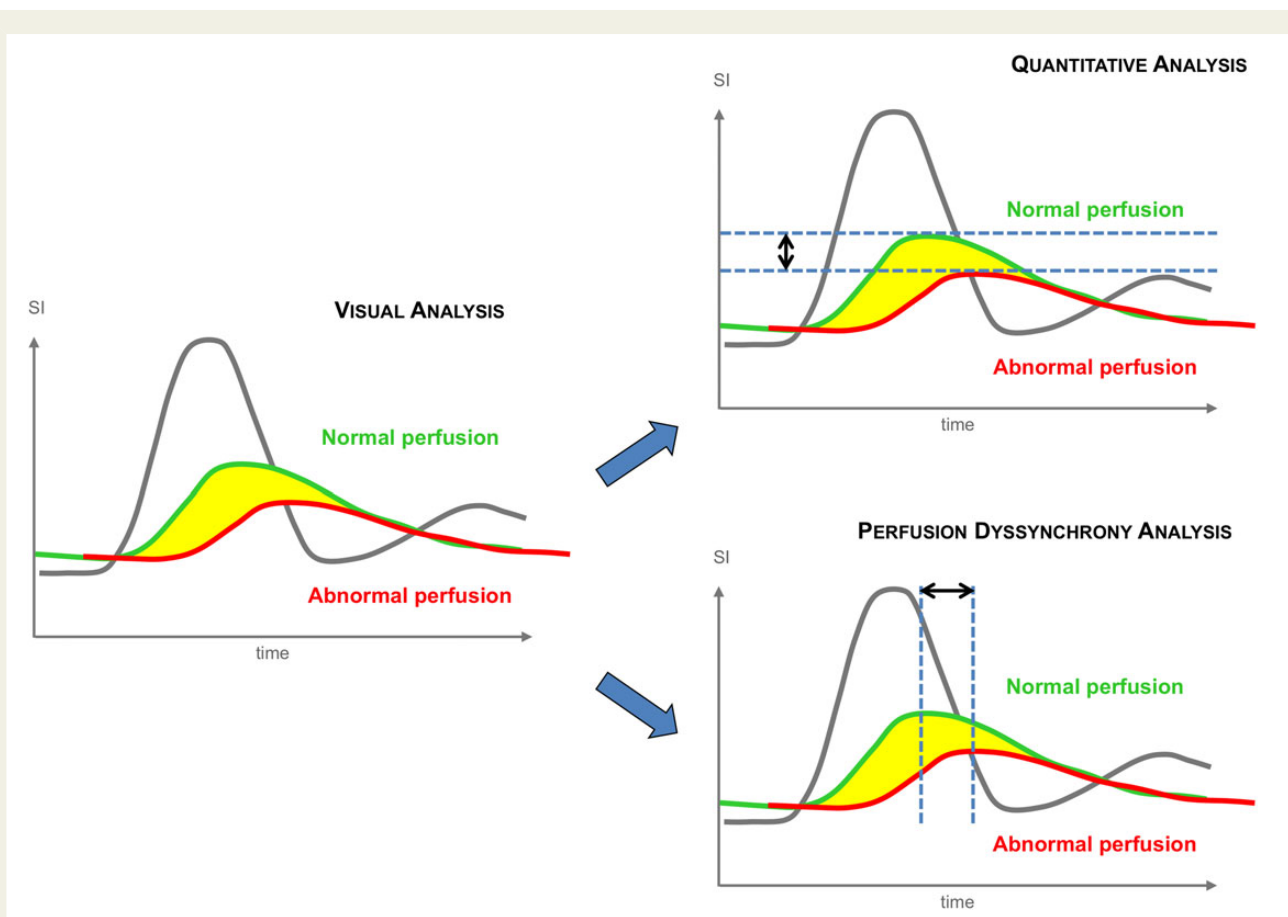 VISUAL ANALYSIS
SI
Normal perfusion
Abnormal perfusion
time
QUANTITATIVE ANALYSIS
SI
Normal perfusion
Abnormal perfusion
time
PERFUSION DYSSYNCHRONY ANALYSIS
SI
Normal perfusion
Abnormal perfusion
time